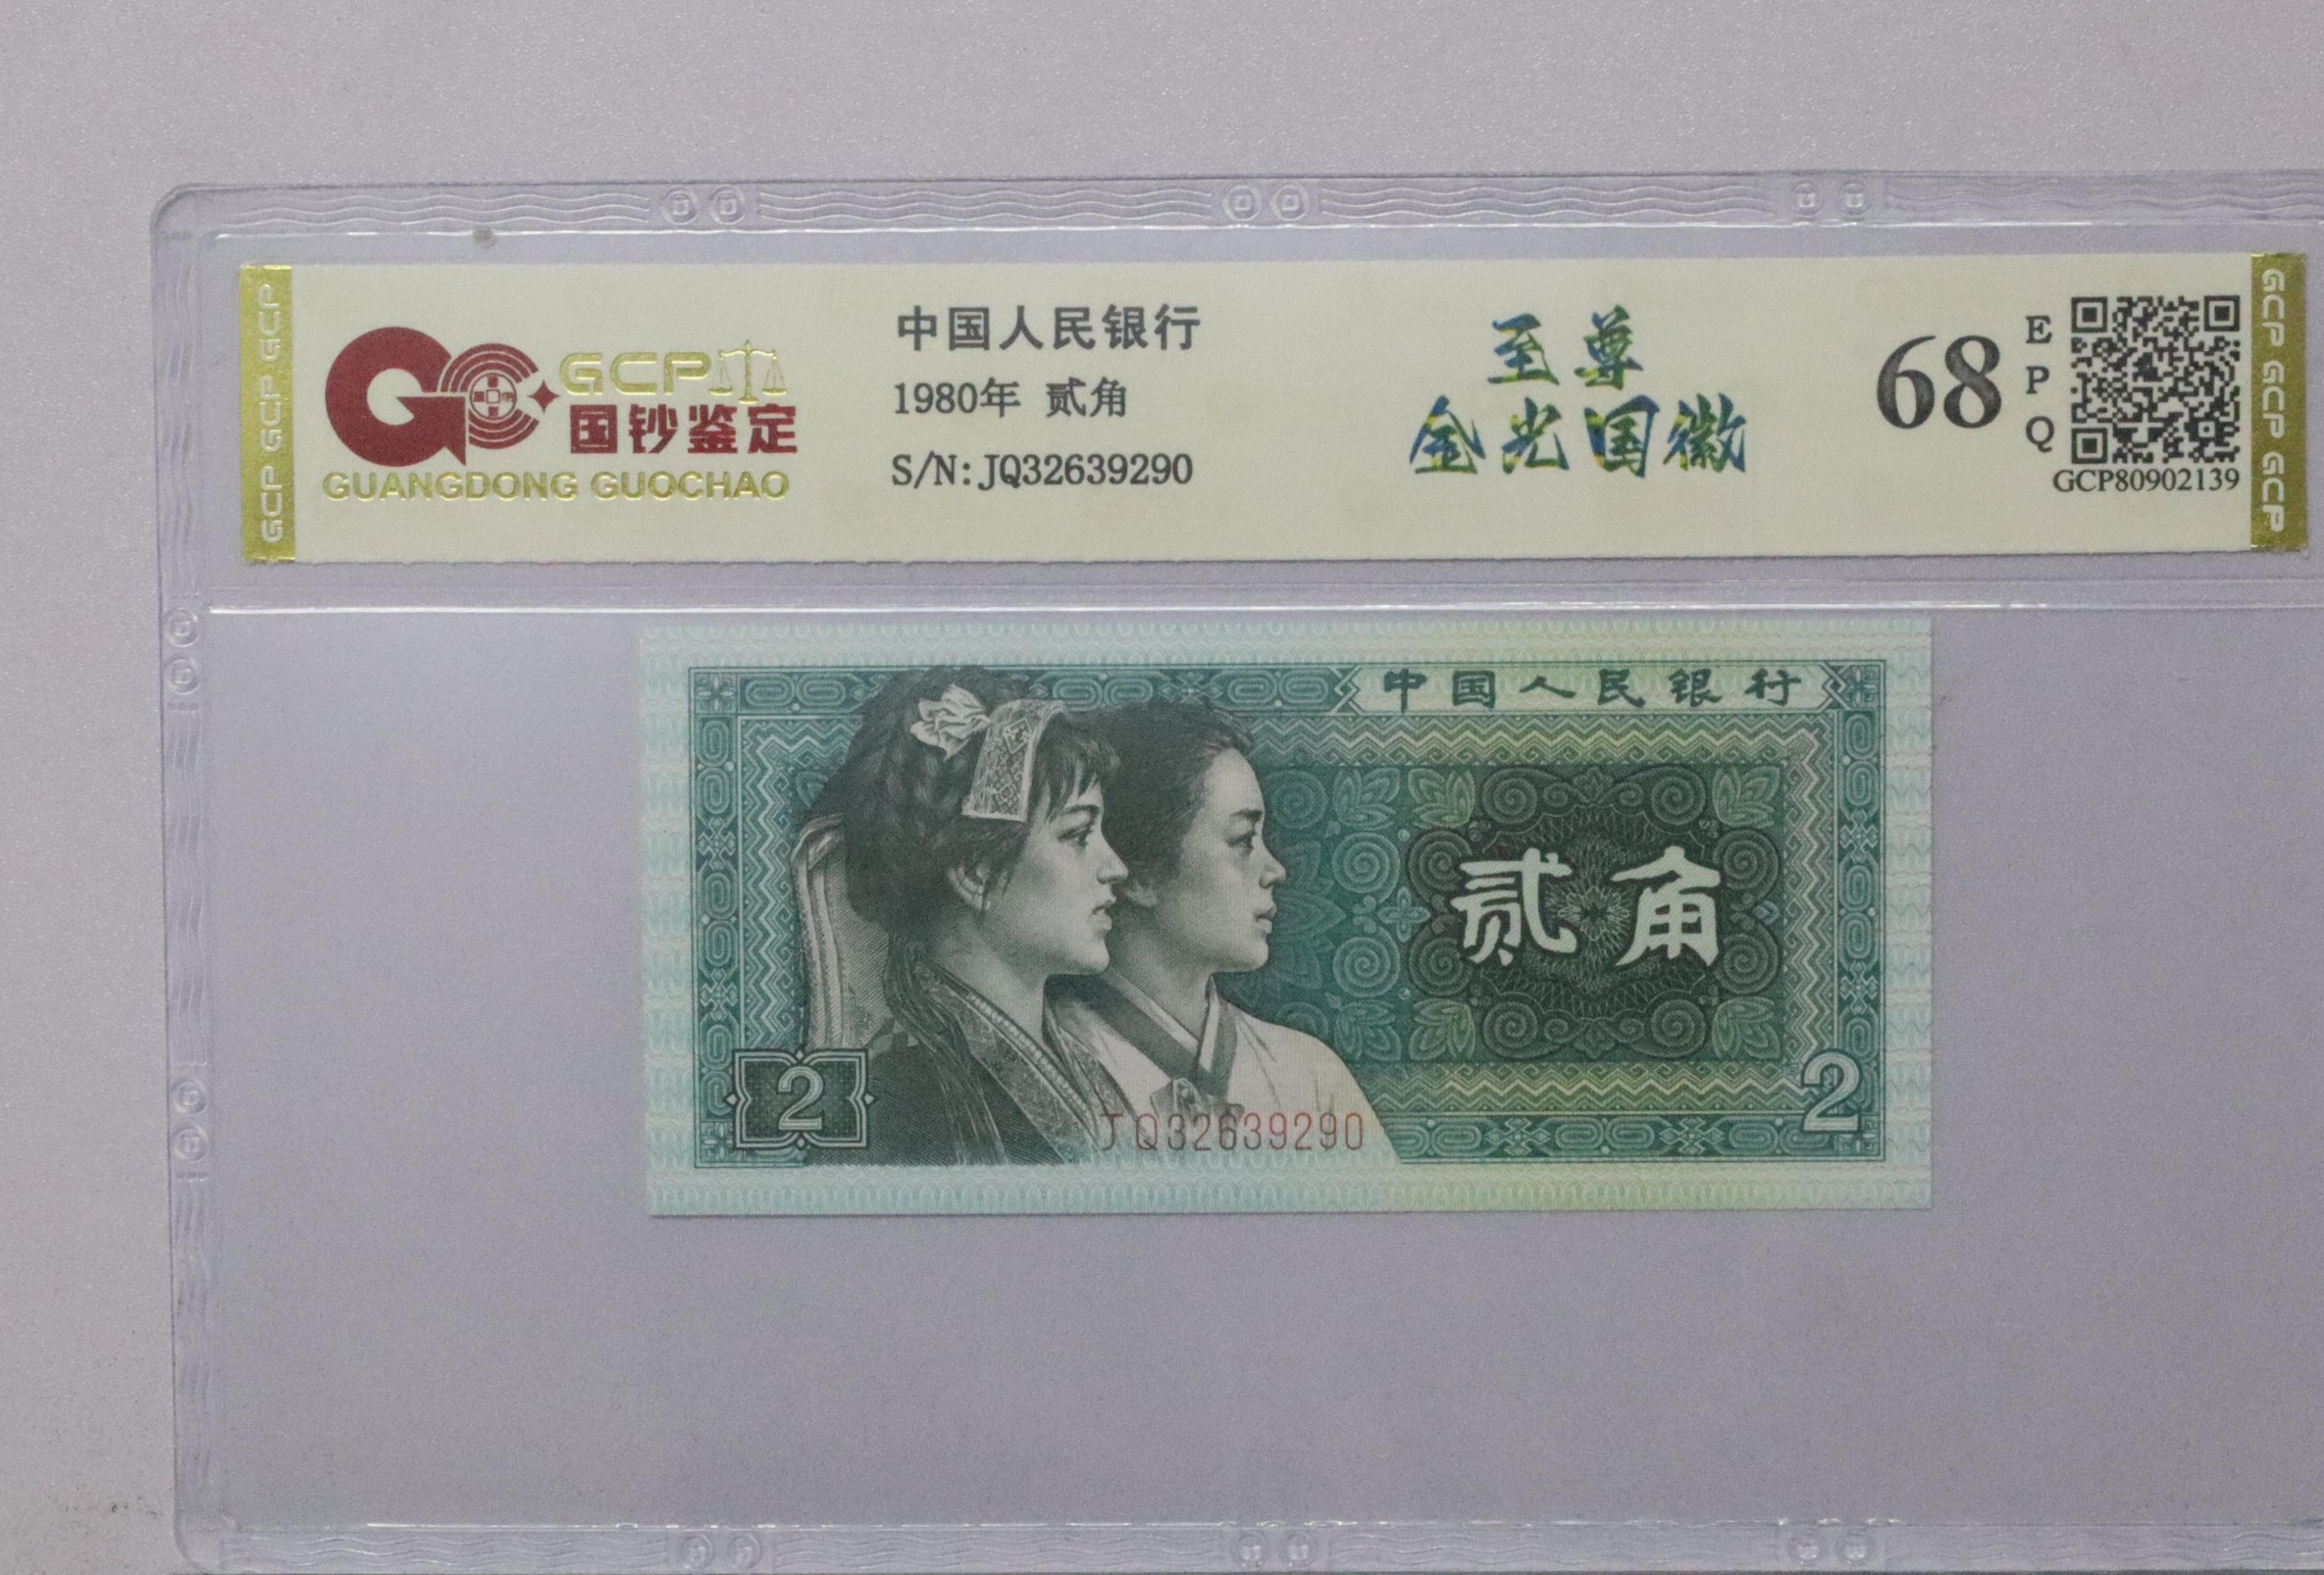 GCP GCP GCP
GCP
国钞鉴定
GUANGDONG GUOCHAO
中国人民银行
1980年 贰角
S/N:JQ32639290
至尊
金光国徽
68
E
P
Q
GCP80902139
GCP GCP GCP
中国人民银行
贰角
2
2
JQ32639290